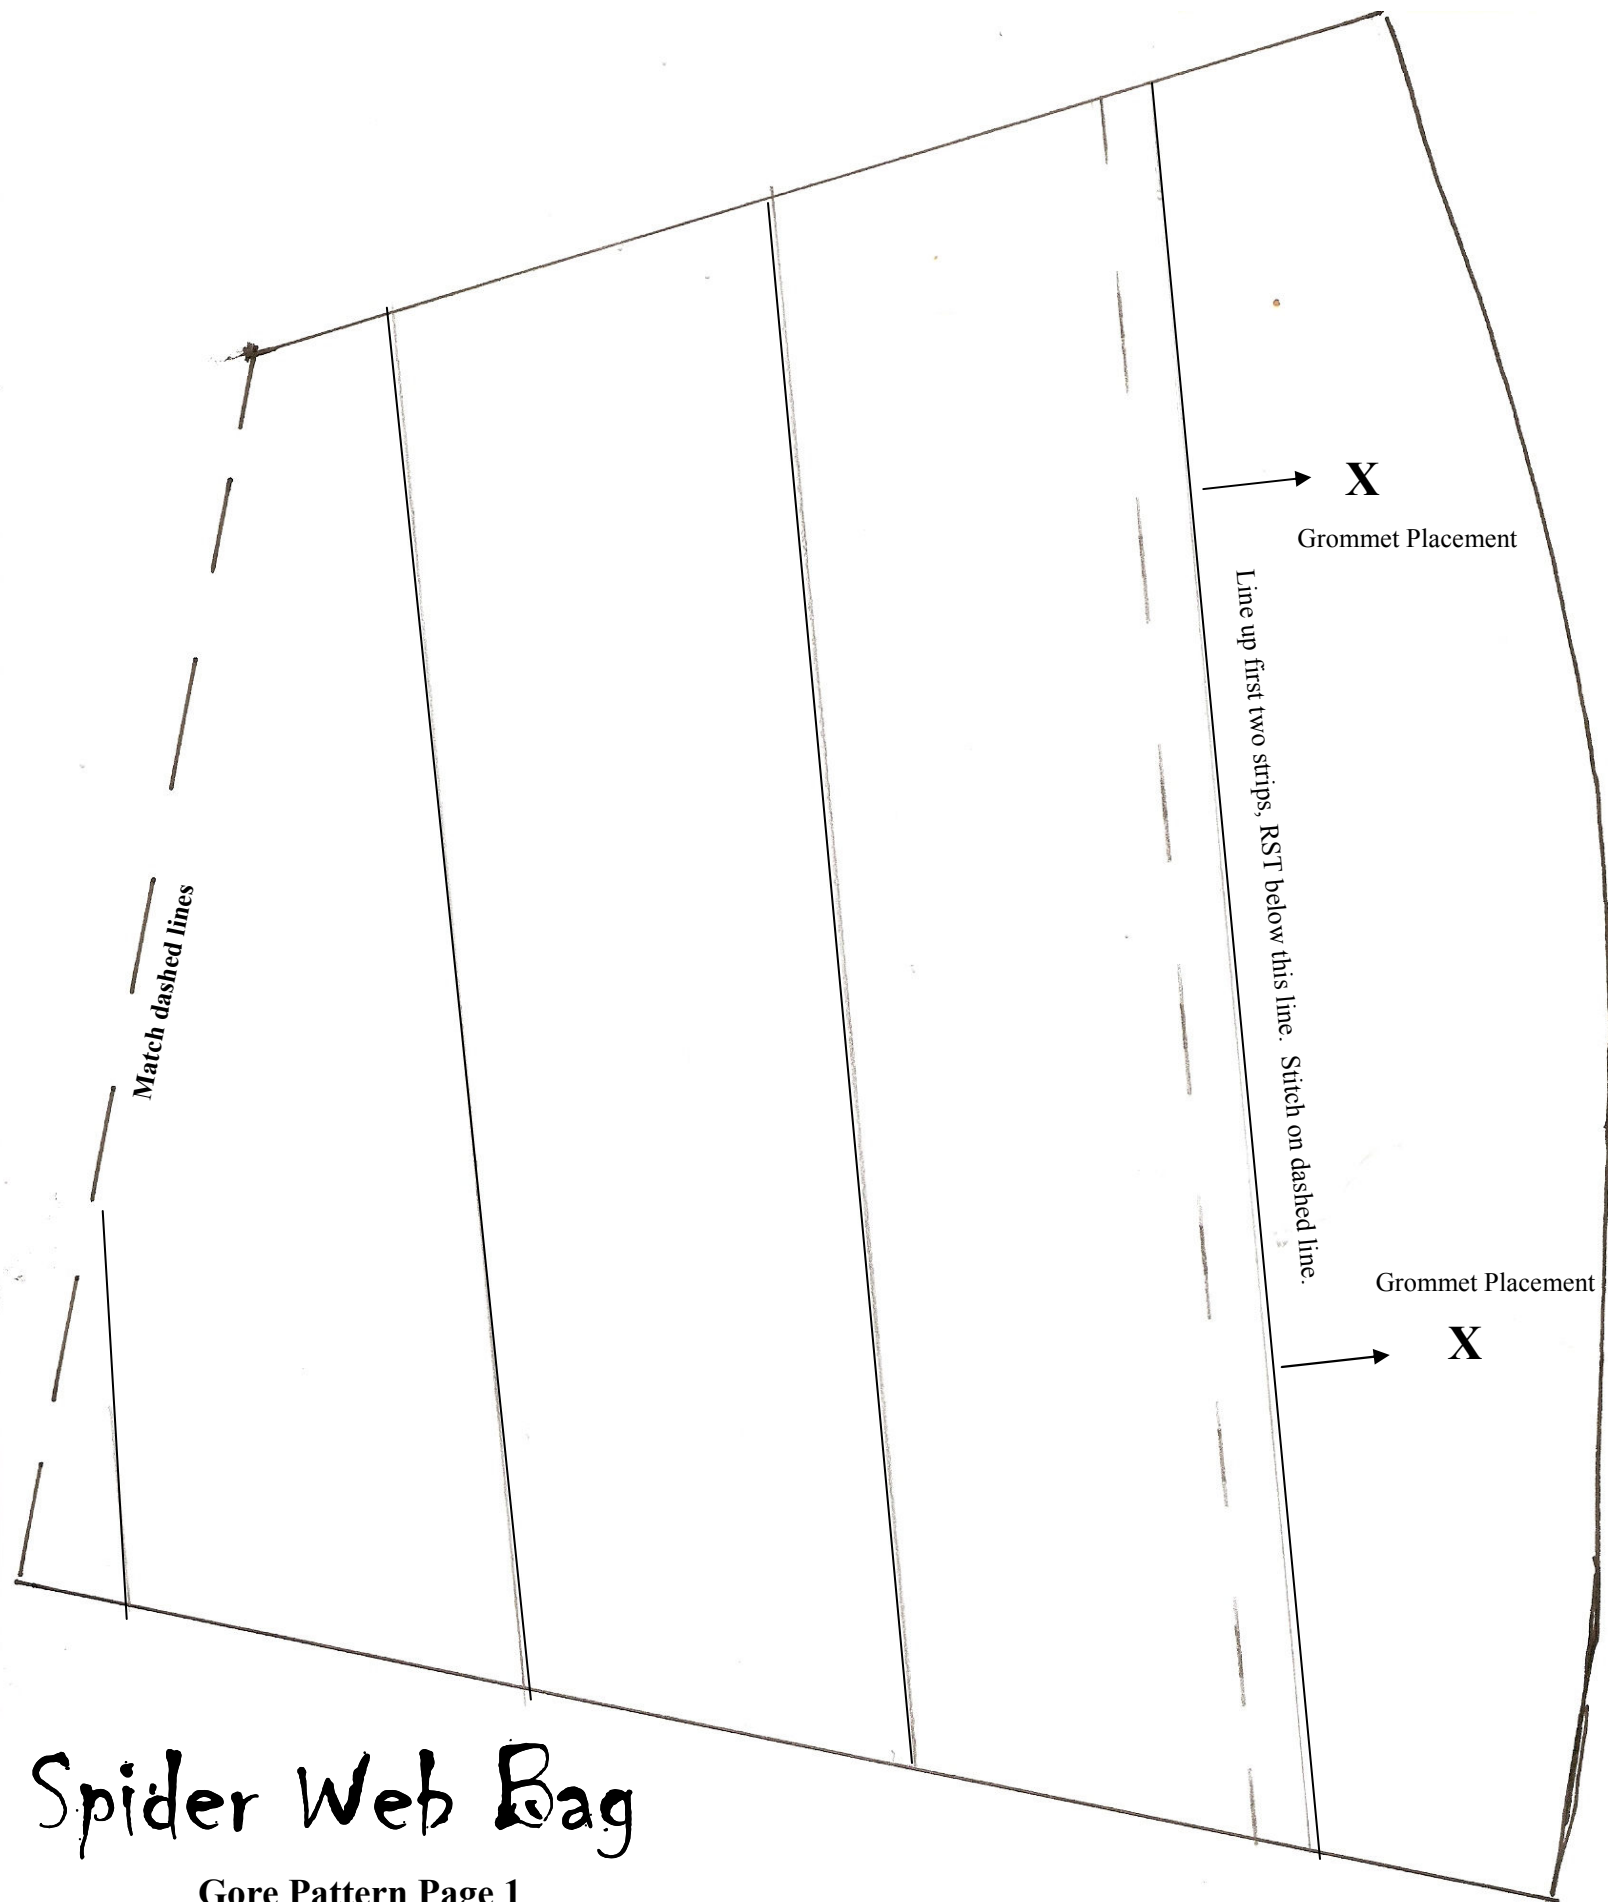 X
Grommet Placement
Line up first two strips, RST below this line.  Stitch on dashed line.
Match dashed lines
Grommet Placement
X
Spider Web Bag
Gore Pattern Page 1